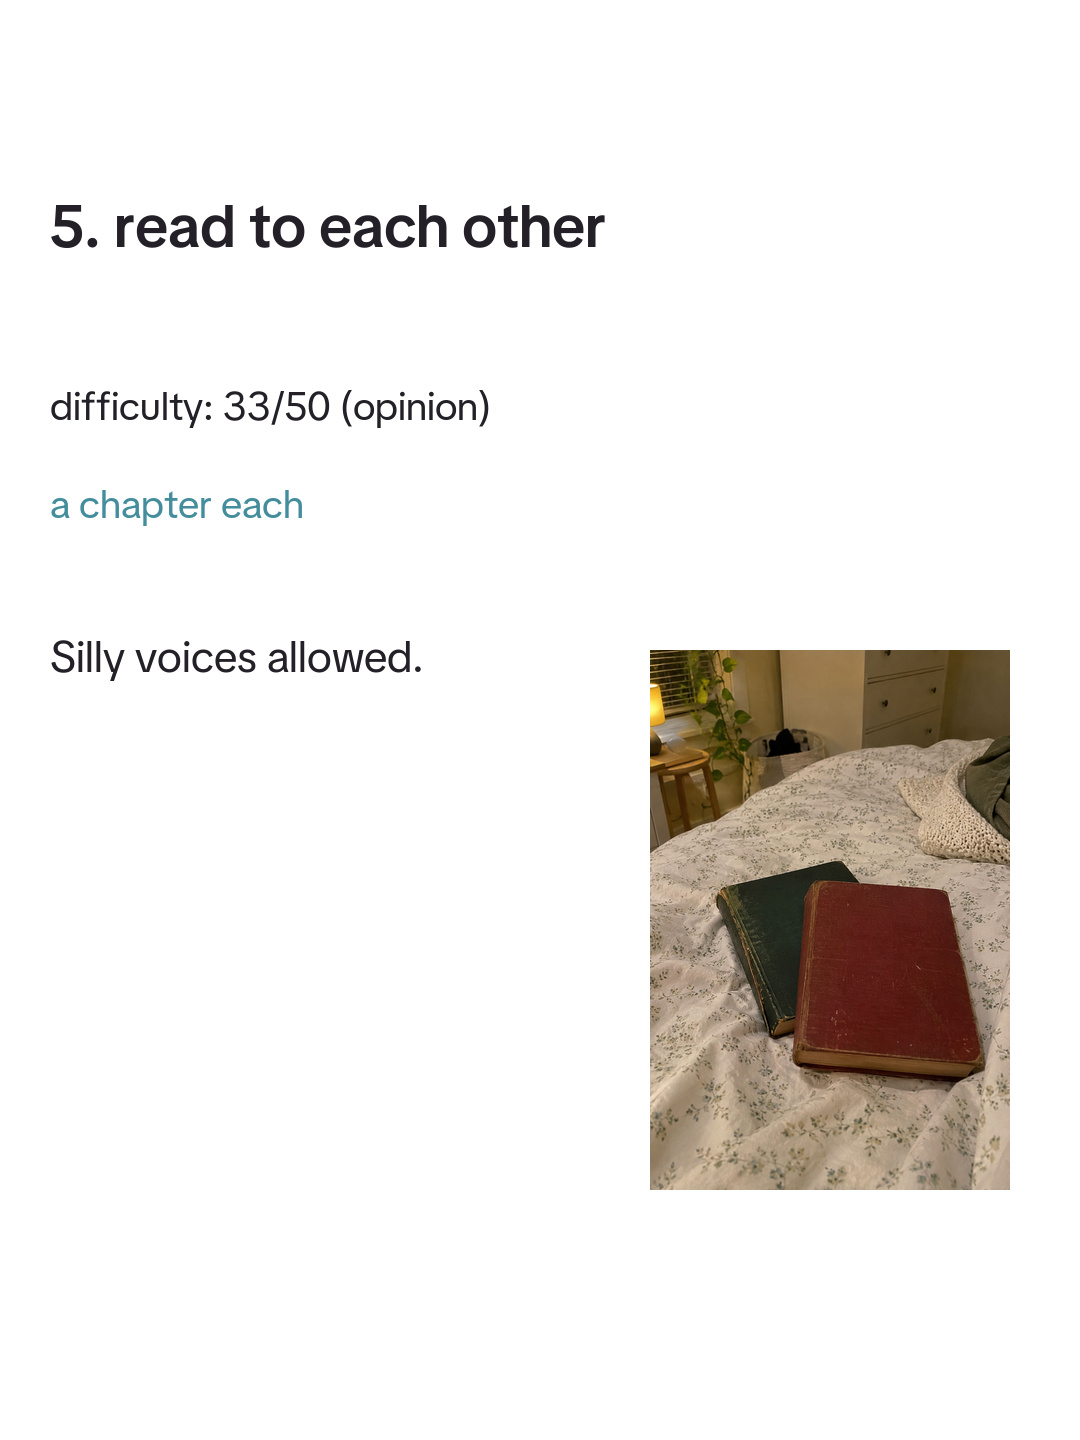 5. read to each other
difficulty: 33/50 (opinion)
a chapter each
Silly voices allowed.